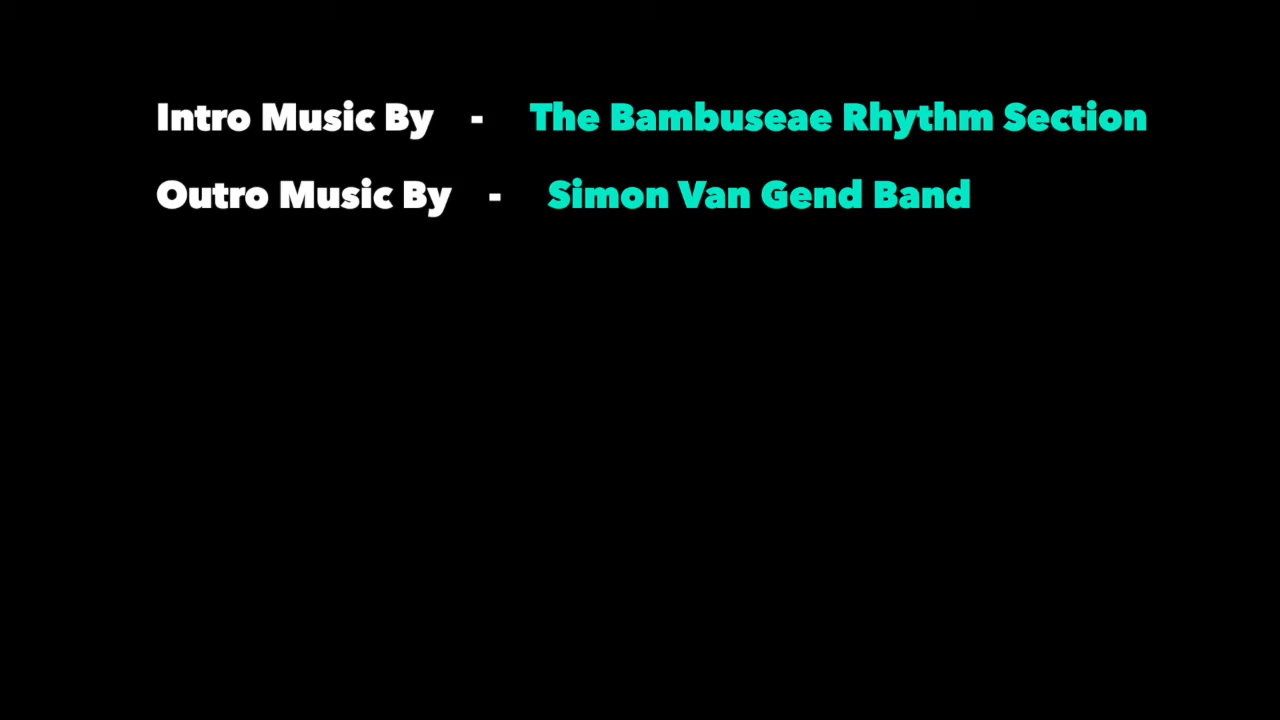 Intro Music By - The Bambuseae Rhythm Section
Outro Music By - Simon Van Gend Band